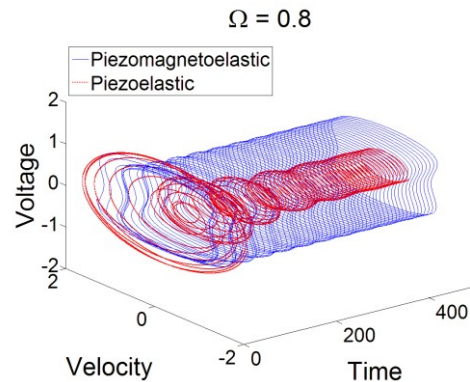 Ω = 0.8
Piezomagnetoelastic
Piezoelastic
2
1
0
-1
-2
Voltage
2
0
-2
Velocity
0
200
400
Time